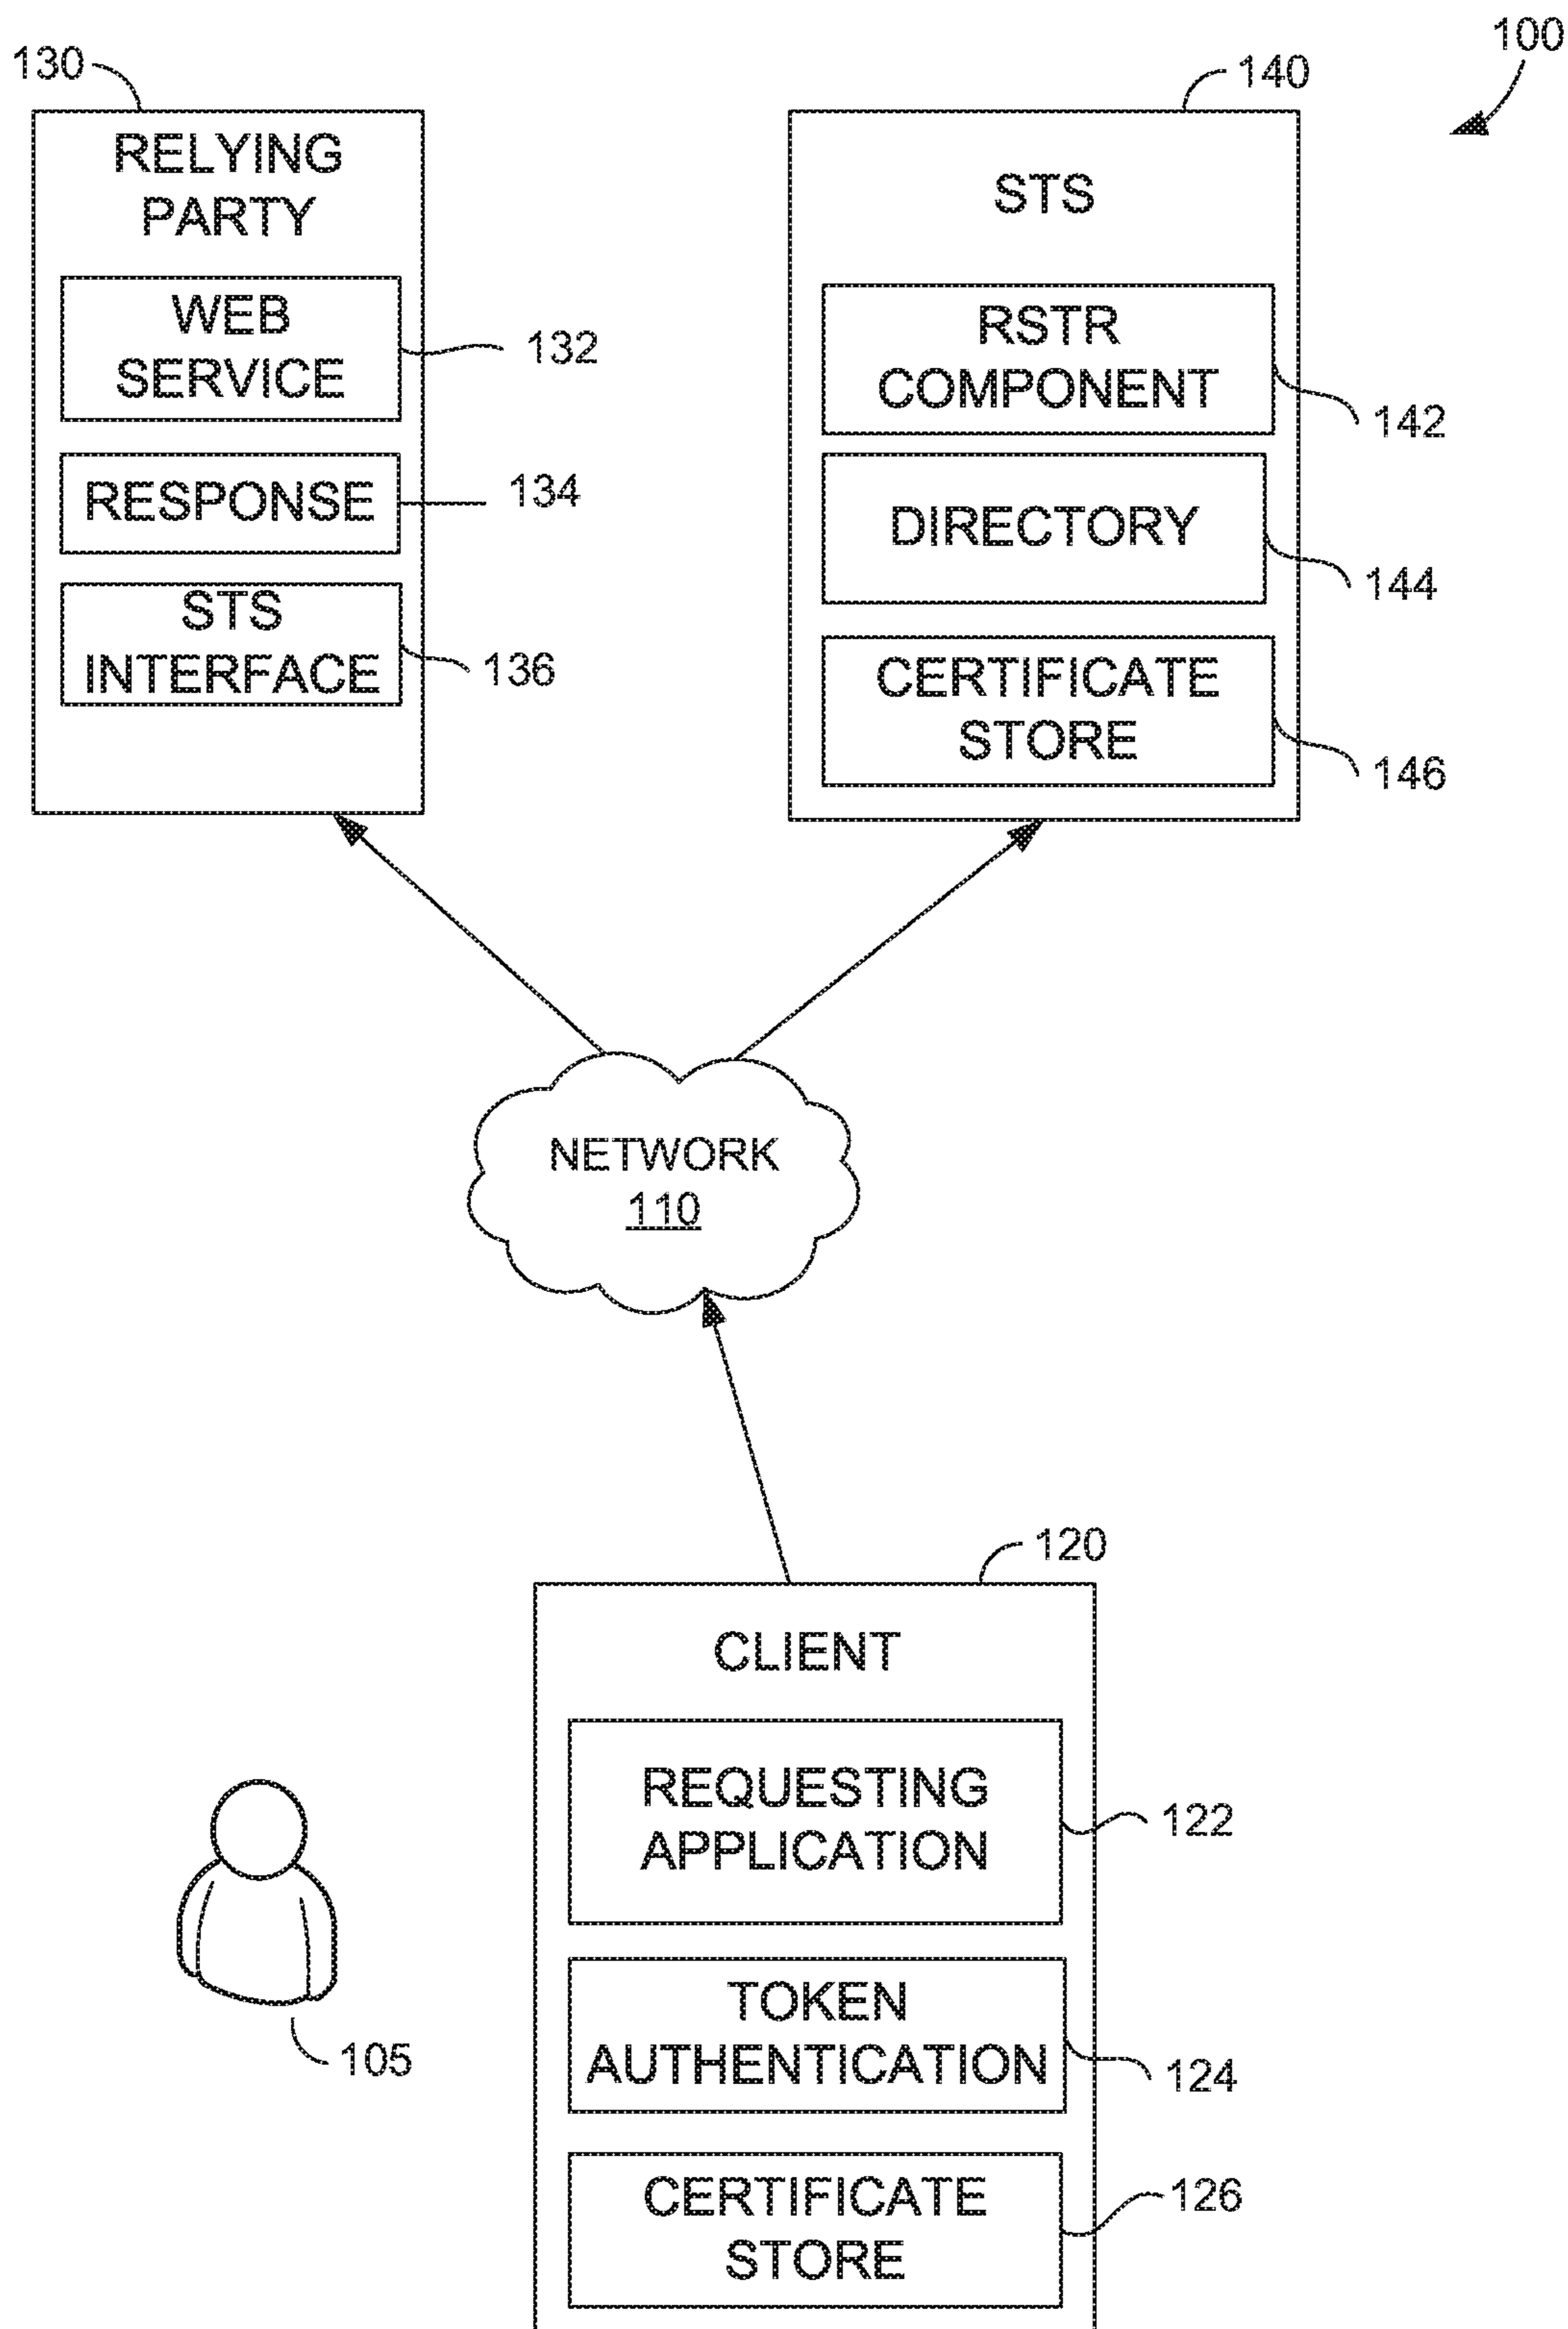 100
130
RELYING
PARTY
WEB
SERVICE
132
RESPONSE
134
STS
INTERFACE
136
140
STS
RSTR
COMPONENT
142
DIRECTORY
144
CERTIFICATE
STORE
146
NETWORK
110
120
CLIENT
REQUESTING
APPLICATION
122
TOKEN
AUTHENTICATION
124
CERTIFICATE
STORE
126
105